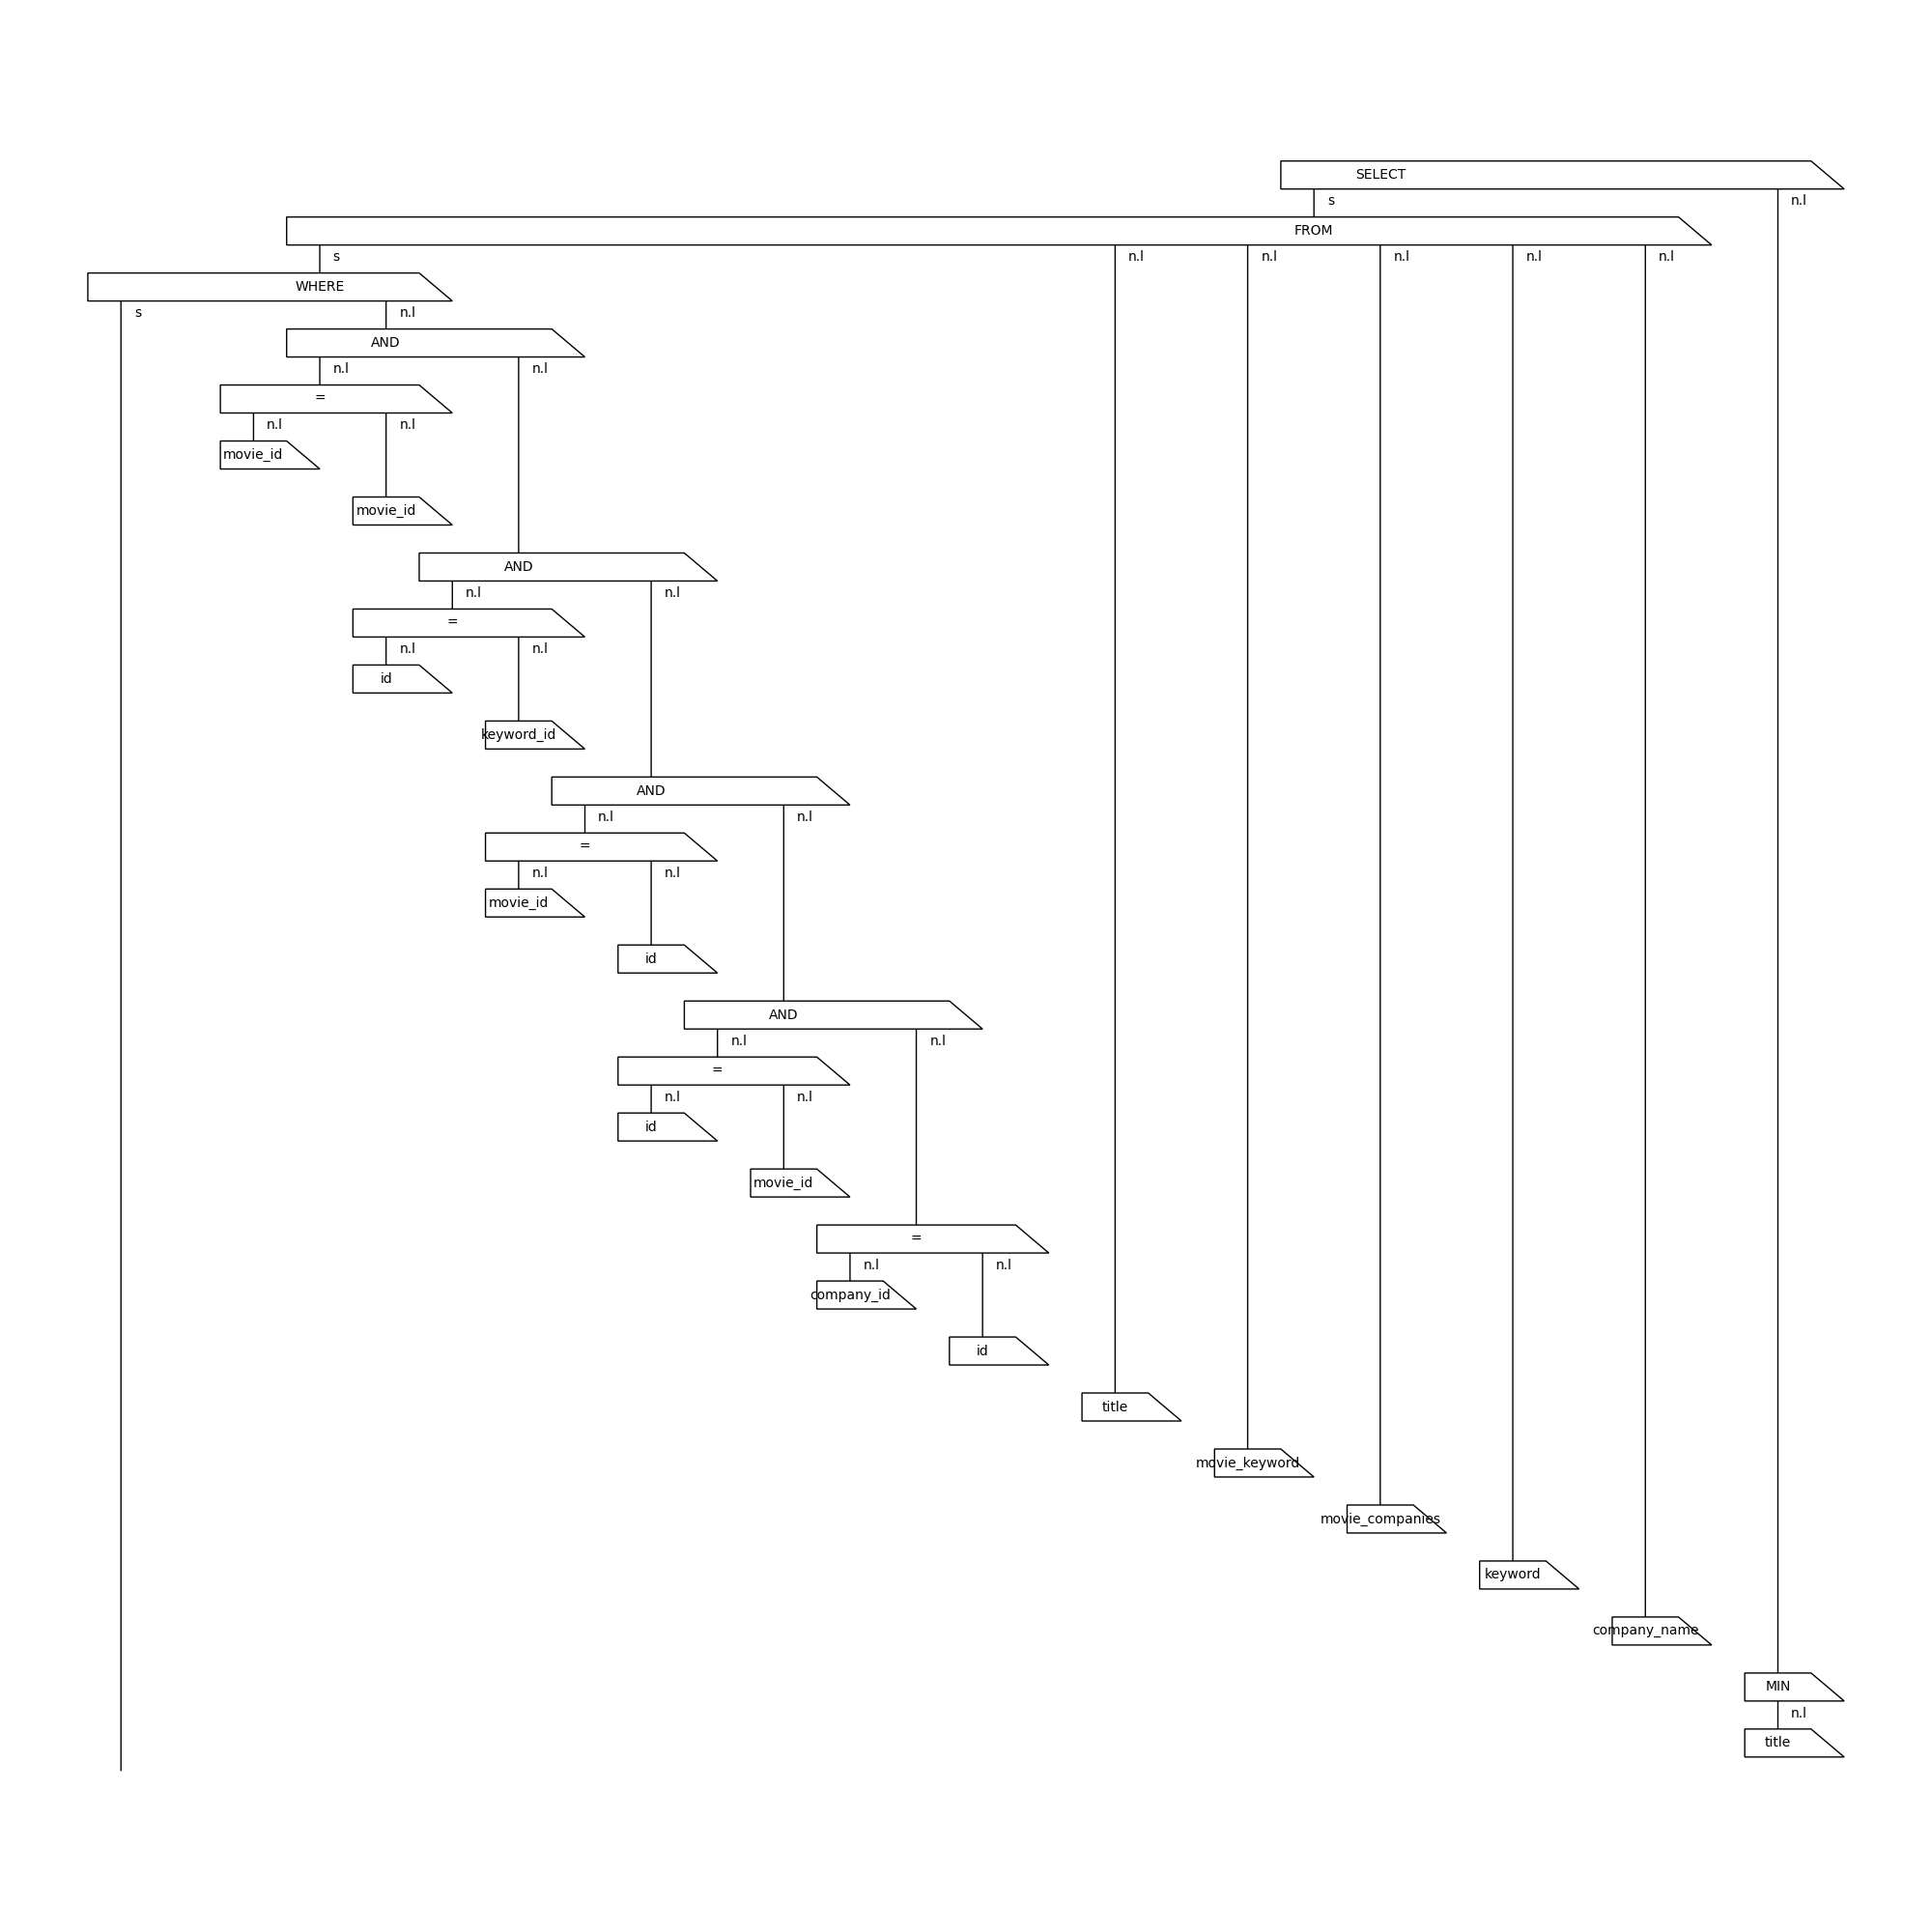 SELECT
s n.l
FROM
s n.l n.l n.l n.l n.l
WHERE
s n.l
AND
n.l n.l
=
n.l n.l
movie_id
movie_id
AND
n.l n.l
=
n.l n.l
id
keyword_id
AND
n.l n.l
=
n.l n.l
movie_id
id
AND
n.l n.l
=
n.l n.l
id
movie_id
=
n.l n.l
company_id
id
title
movie_keyword
movie_companies
keyword
company_name
MIN
n.l
title